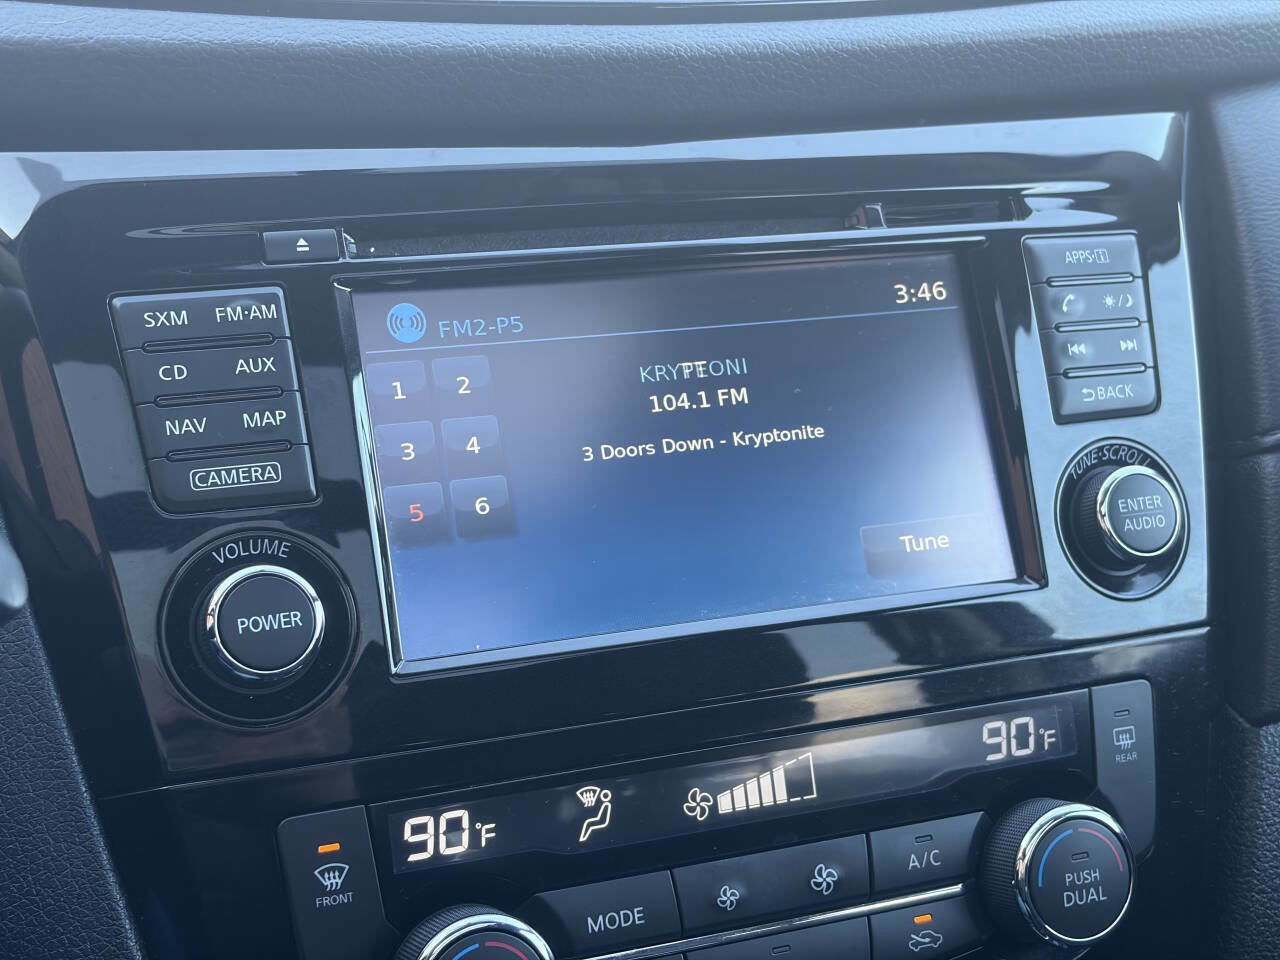 SXM FM·AM
CD AUX
NAV MAP
CAMERA
VOLUME
POWER
FM2-P5
3:46
1 2
3 4
5 6
104.1 FM
3 Doors Down - Kryptonite
Tune
APPS·i
BACK
TUNE·SCROLL
ENTER
AUDIO
90°F
90°F
FRONT
REAR
MODE
A/C
PUSH
DUAL